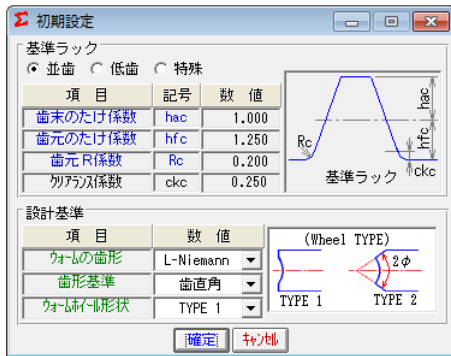 Σ 初期設定
基準ラック
並歯 低歯 特殊
項 目 記号 数 値
歯末のたけ係数 hac 1.000
歯元のたけ係数 hfc 1.250
歯元R係数 Rc 0.200
ｸﾘｱﾗﾝｽ係数 ckc 0.250
hac
hfc
Rc
ckc
基準ラック
設計基準
項 目 数 値
ｳｫｰﾑの歯形 L-Niemann
歯形基準 歯直角
ｳｫｰﾑﾎｲｰﾙ形状 TYPE 1
(Wheel TYPE)
2φ
TYPE 1 TYPE 2
確定 ｷｬﾝｾﾙ